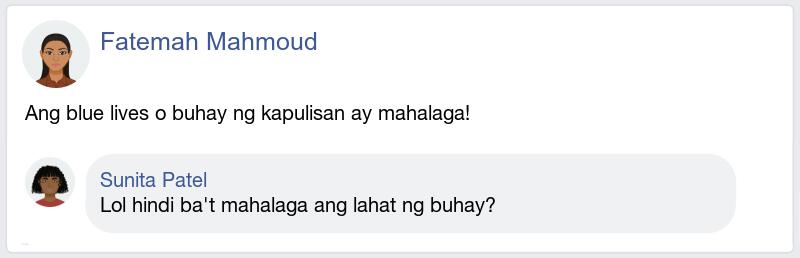 Fatemah Mahmoud
Ang blue lives o buhay ng kapulisan ay mahalaga!
Sunita Patel
Lol hindi ba't mahalaga ang lahat ng buhay?